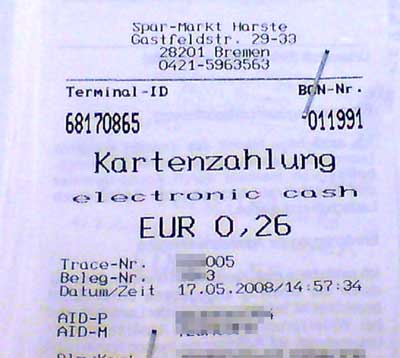 Spar-Markt Harste
Gastfeldstr. 29-33
28201 Bremen
0421-5963563
Terminal-ID BON-Nr.
68170865 -011991
Kartenzahlung
electronic cash
EUR 0,26
Trace-Nr. 005
Beleg-Nr. 3
Datum/Zeit 17.05.2008/14:57:34
AID-P
AID-M